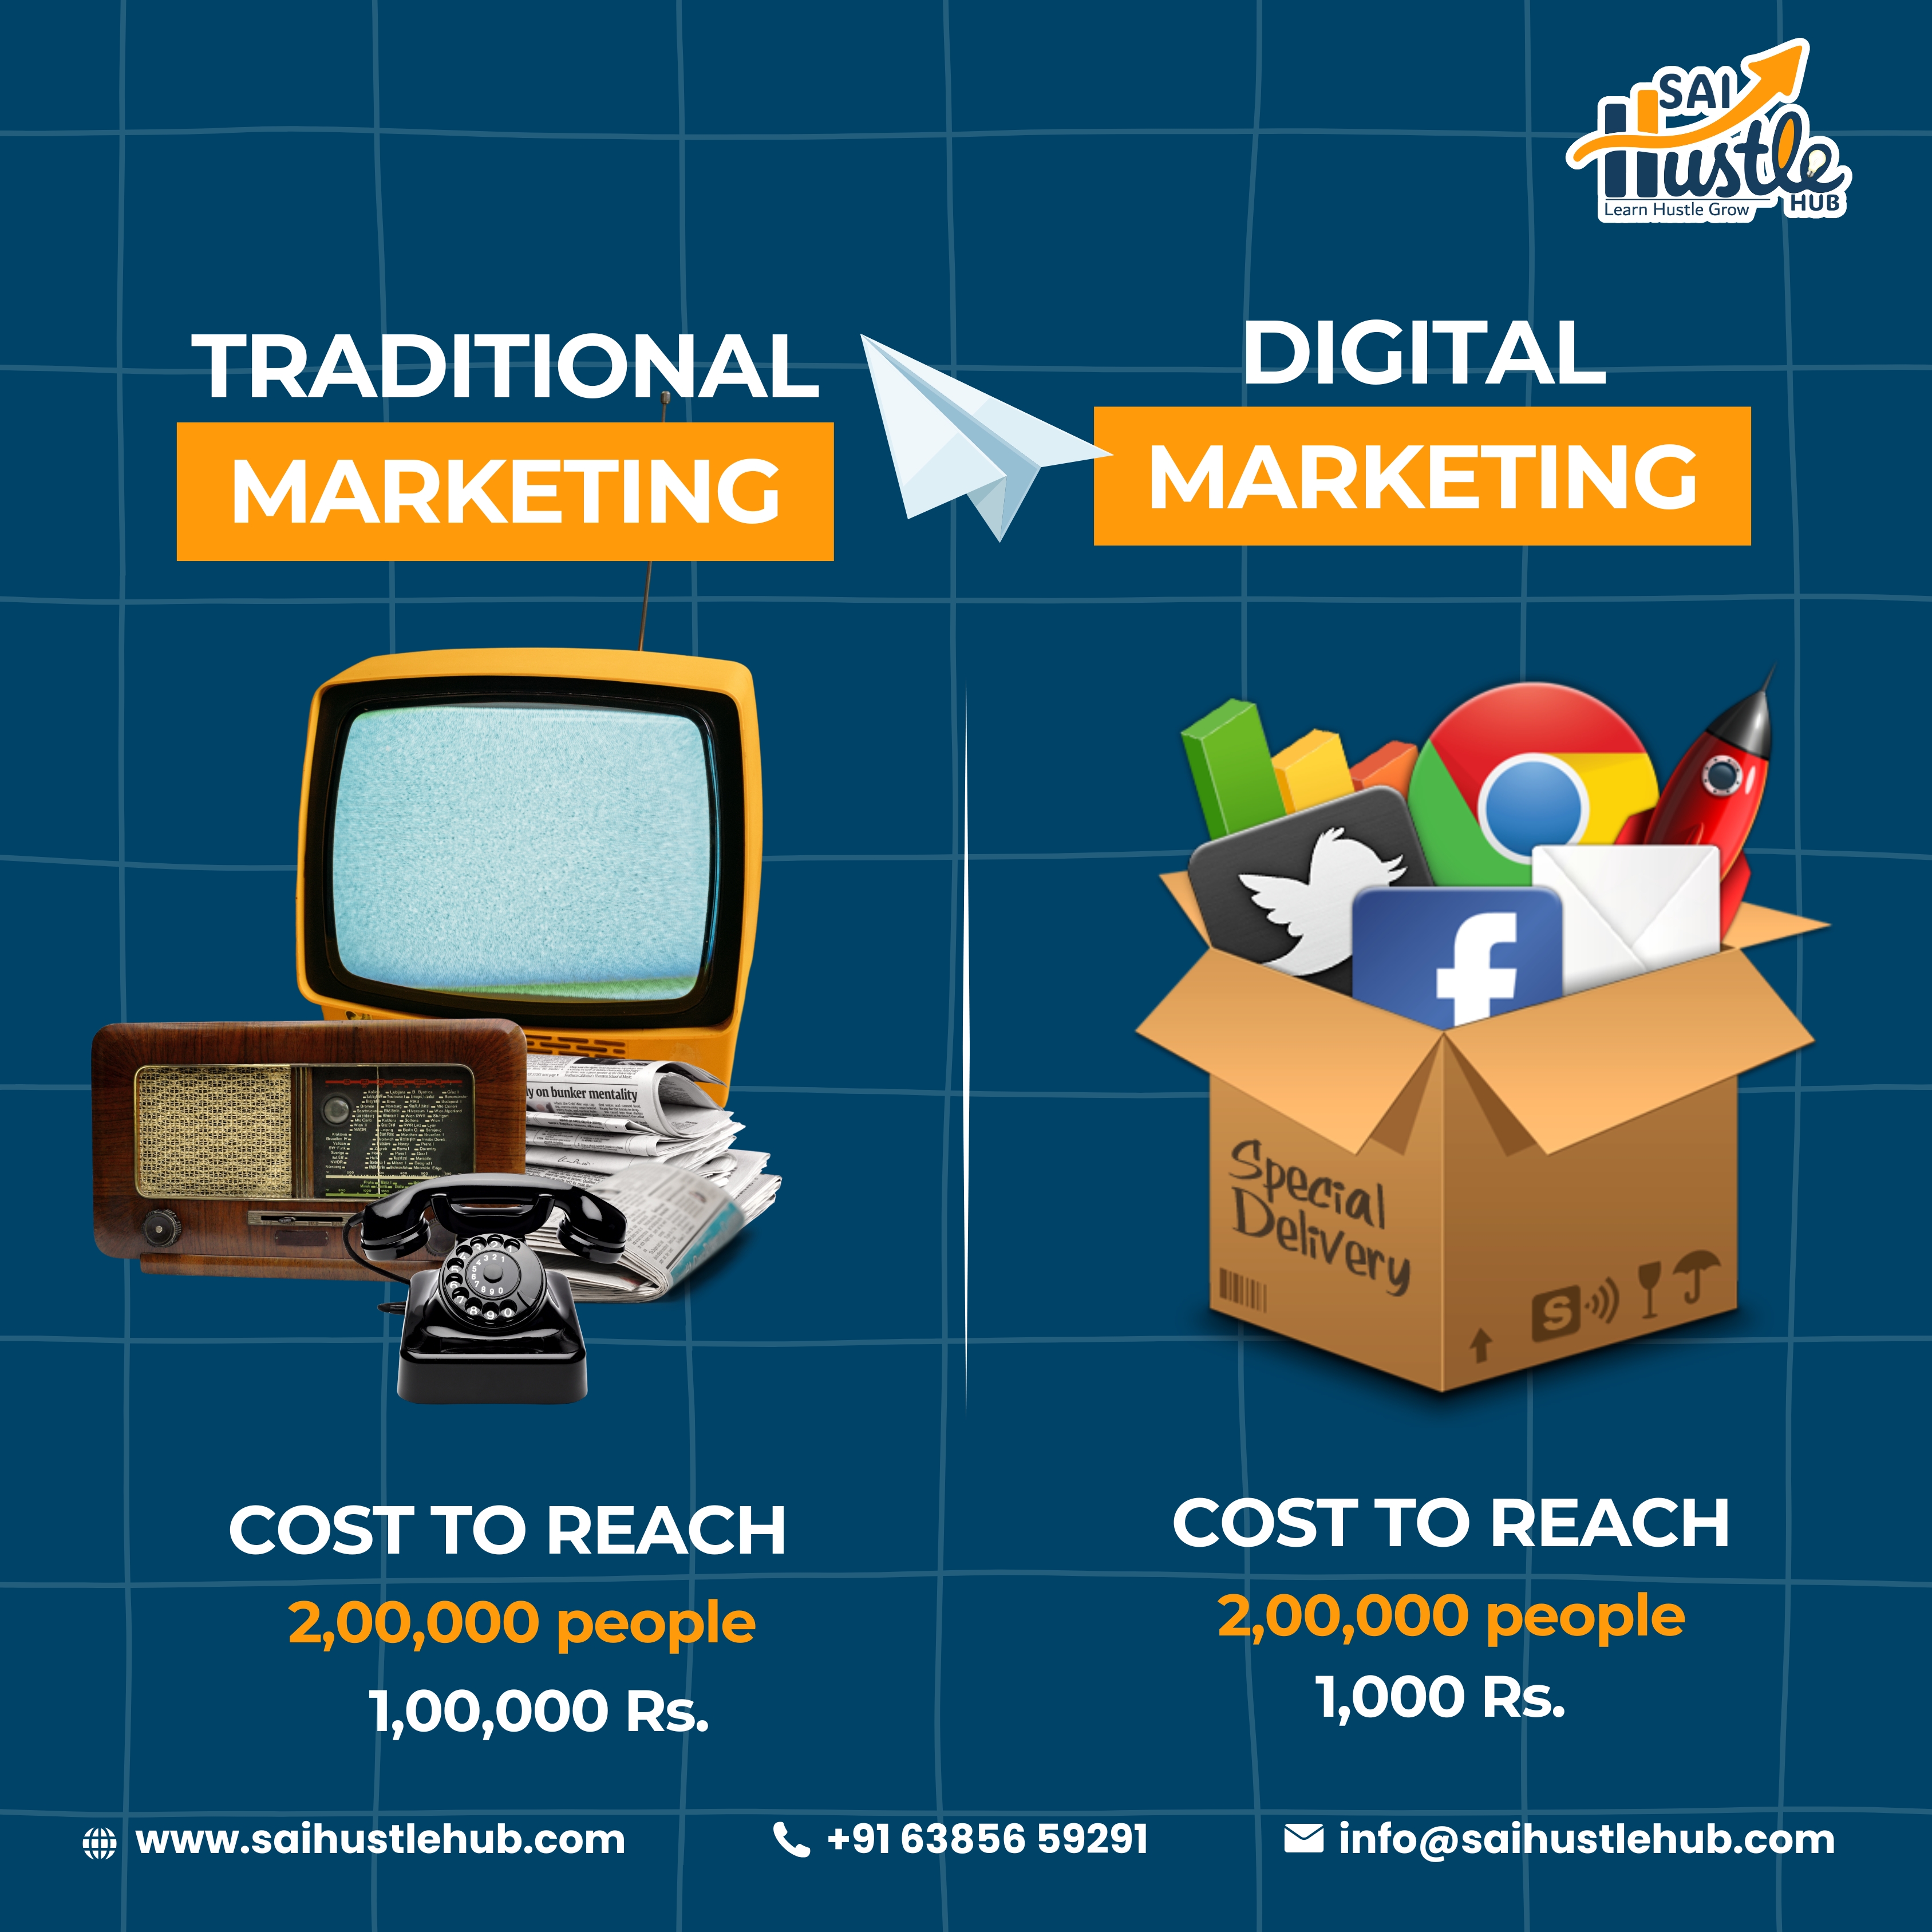 SAI
Hustle
HUB
Learn Hustle Grow
TRADITIONAL
MARKETING
DIGITAL
MARKETING
y on bunker mentality
Special
Delivery
S
COST TO REACH
2,00,000 people
1,00,000 Rs.
COST TO REACH
2,00,000 people
1,000 Rs.
www.saihustlehub.com
+91 63856 59291
info@saihustlehub.com